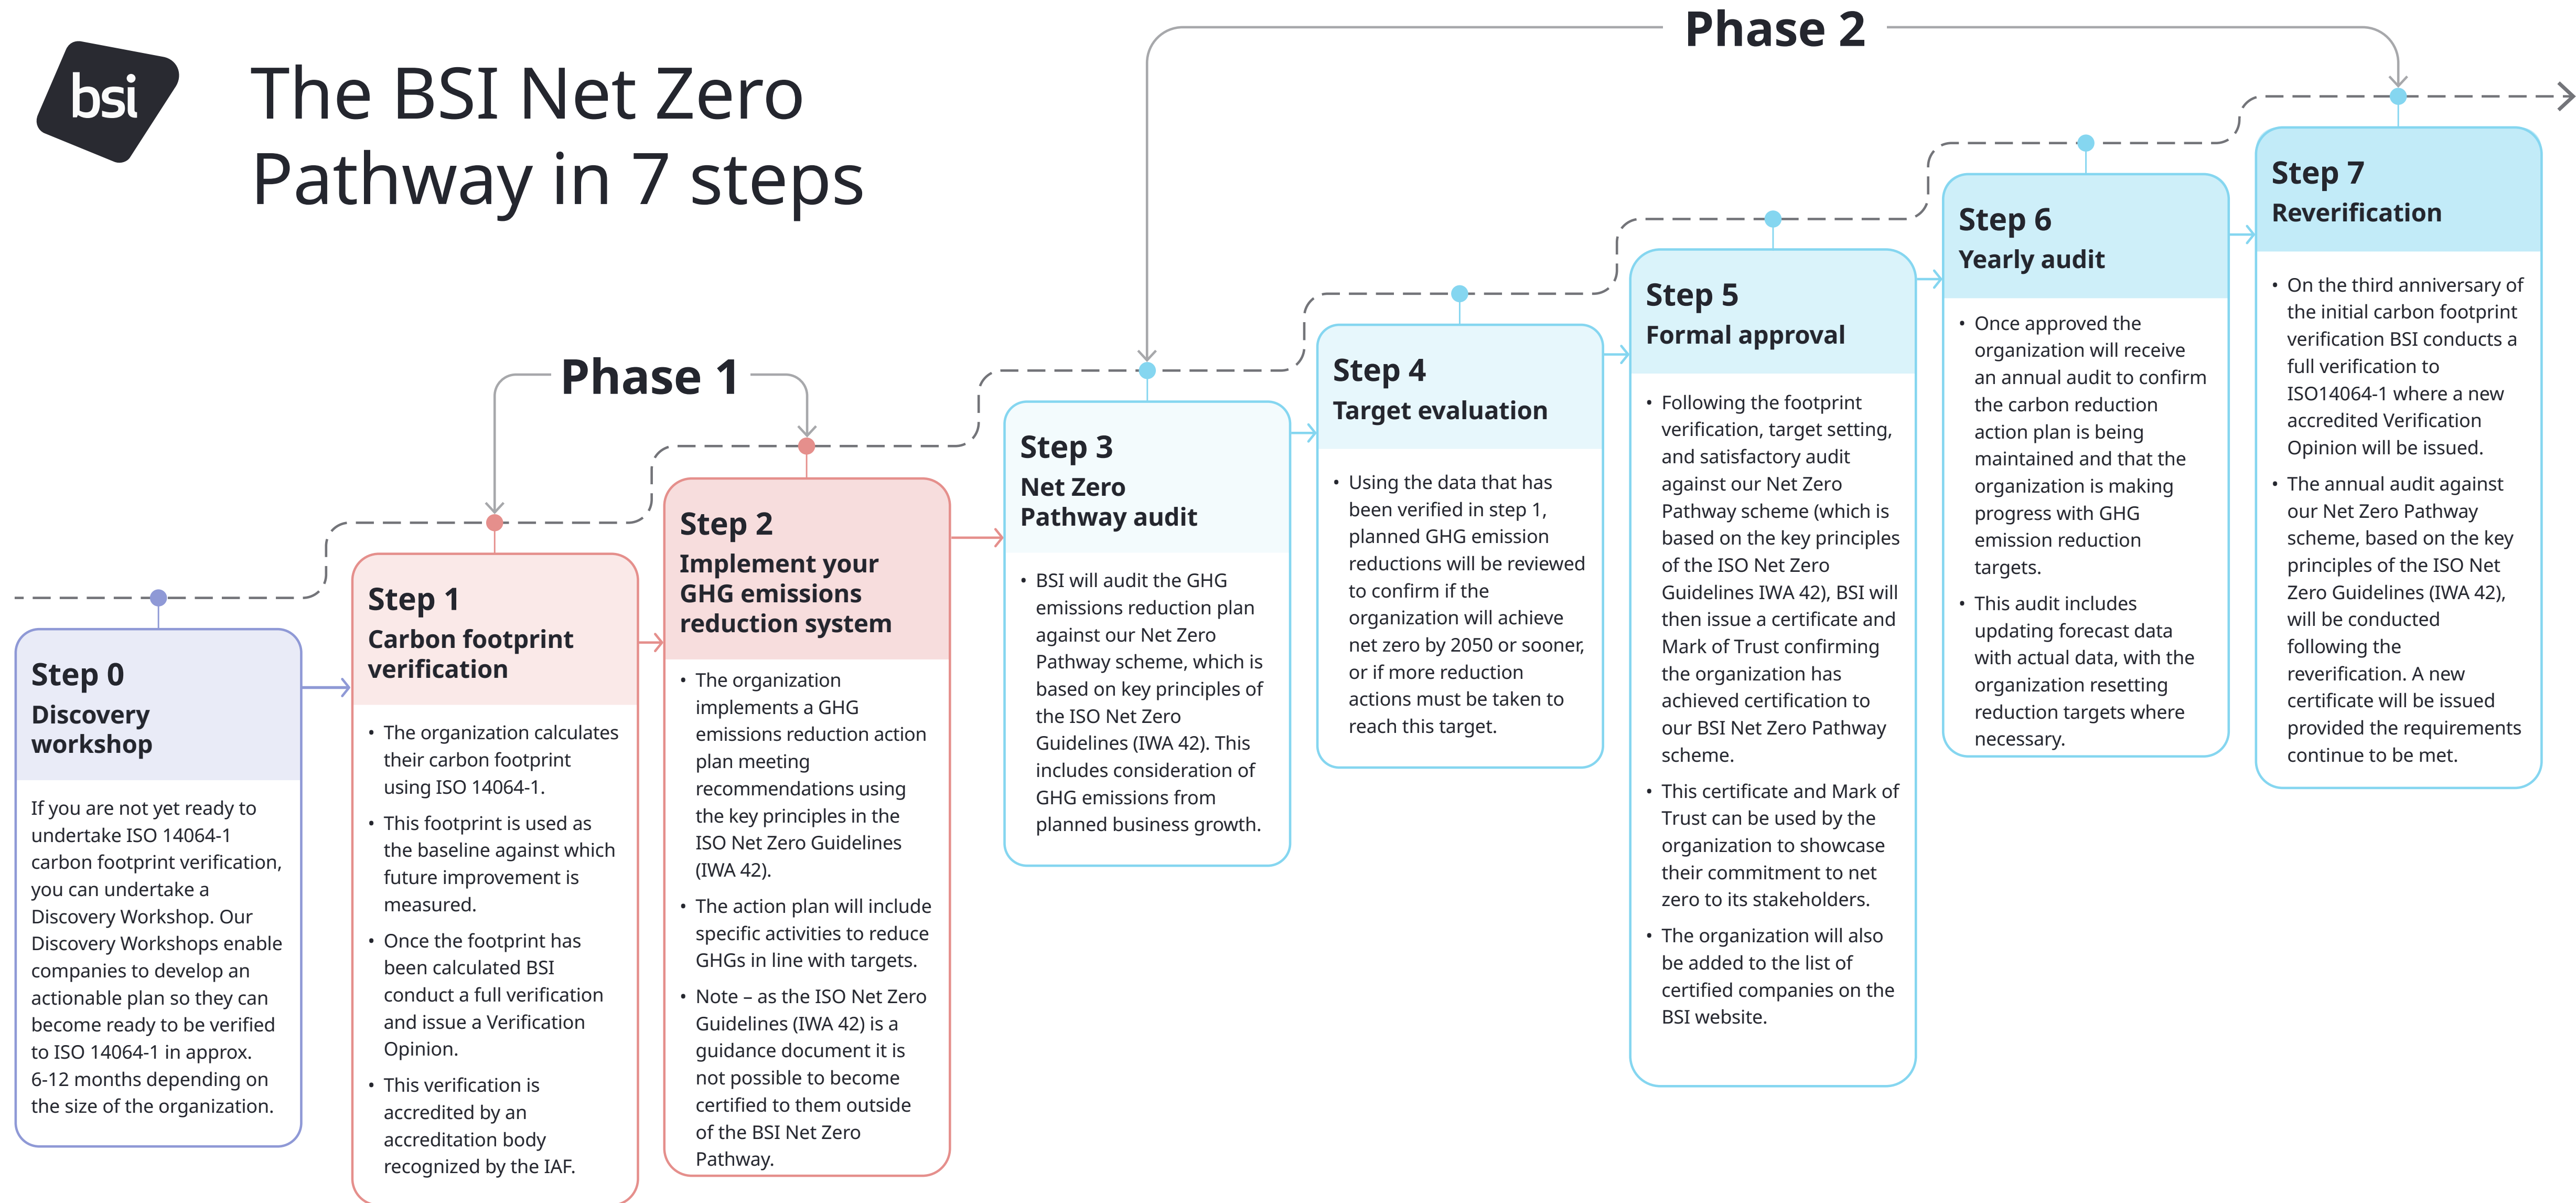 bsi
The BSI Net Zero
Pathway in 7 steps
Phase 1
Phase 2
Step 0
Discovery
workshop
If you are not yet ready to
undertake ISO 14064-1
carbon footprint verification,
you can undertake a
Discovery Workshop. Our
Discovery Workshops enable
companies to develop an
actionable plan so they can
become ready to be verified
to ISO 14064-1 in approx.
6-12 months depending on
the size of the organization.
Step 1
Carbon footprint
verification
• The organization calculates
their carbon footprint
using ISO 14064-1.
• This footprint is used as
the baseline against which
future improvement is
measured.
• Once the footprint has
been calculated BSI
conduct a full verification
and issue a Verification
Opinion.
• This verification is
accredited by an
accreditation body
recognized by the IAF.
Step 2
Implement your
GHG emissions
reduction system
• The organization
implements a GHG
emissions reduction action
plan meeting
recommendations using
the key principles in the
ISO Net Zero Guidelines
(IWA 42).
• The action plan will include
specific activities to reduce
GHGs in line with targets.
• Note – as the ISO Net Zero
Guidelines (IWA 42) is a
guidance document it is
not possible to become
certified to them outside
of the BSI Net Zero
Pathway.
Step 3
Net Zero
Pathway audit
• BSI will audit the GHG
emissions reduction plan
against our Net Zero
Pathway scheme, which is
based on key principles of
the ISO Net Zero
Guidelines (IWA 42). This
includes consideration of
GHG emissions from
planned business growth.
Step 4
Target evaluation
• Using the data that has
been verified in step 1,
planned GHG emission
reductions will be reviewed
to confirm if the
organization will achieve
net zero by 2050 or sooner,
or if more reduction
actions must be taken to
reach this target.
Step 5
Formal approval
• Following the footprint
verification, target setting,
and satisfactory audit
against our Net Zero
Pathway scheme (which is
based on the key principles
of the ISO Net Zero
Guidelines IWA 42), BSI will
then issue a certificate and
Mark of Trust confirming
the organization has
achieved certification to
our BSI Net Zero Pathway
scheme.
• This certificate and Mark of
Trust can be used by the
organization to showcase
their commitment to net
zero to its stakeholders.
• The organization will also
be added to the list of
certified companies on the
BSI website.
Step 6
Yearly audit
• Once approved the
organization will receive
an annual audit to confirm
the carbon reduction
action plan is being
maintained and that the
organization is making
progress with GHG
emission reduction
targets.
• This audit includes
updating forecast data
with actual data, with the
organization resetting
reduction targets where
necessary.
Step 7
Reverification
• On the third anniversary of
the initial carbon footprint
verification BSI conducts a
full verification to
ISO14064-1 where a new
accredited Verification
Opinion will be issued.
• The annual audit against
our Net Zero Pathway
scheme, based on the key
principles of the ISO Net
Zero Guidelines (IWA 42),
will be conducted
following the
reverification. A new
certificate will be issued
provided the requirements
continue to be met.